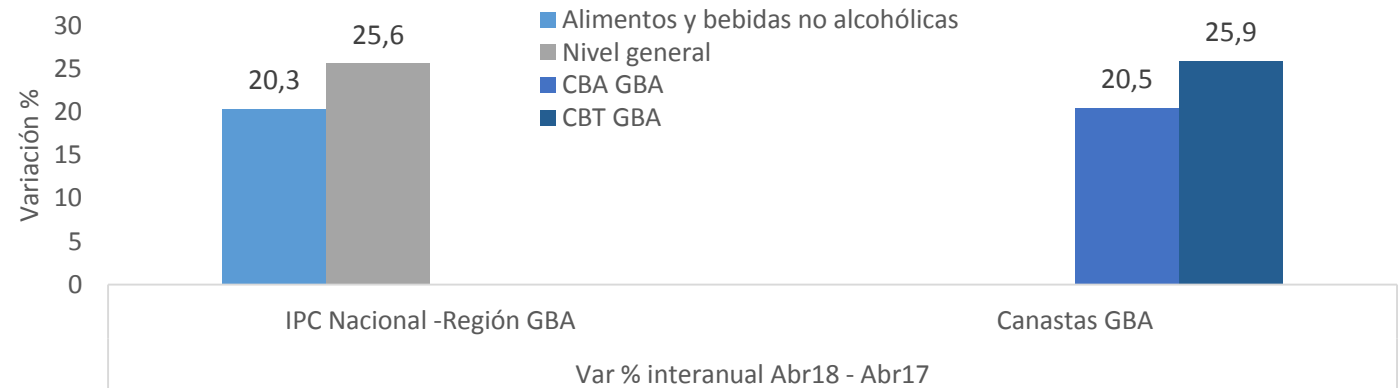 Alimentos y bebidas no alcohólicas
Nivel general
CBA GBA
CBT GBA
Variación %
30
25
20
15
10
5
0
20,3
25,6
20,5
25,9
IPC Nacional -Región GBA
Canastas GBA
Var % interanual Abr18 - Abr17